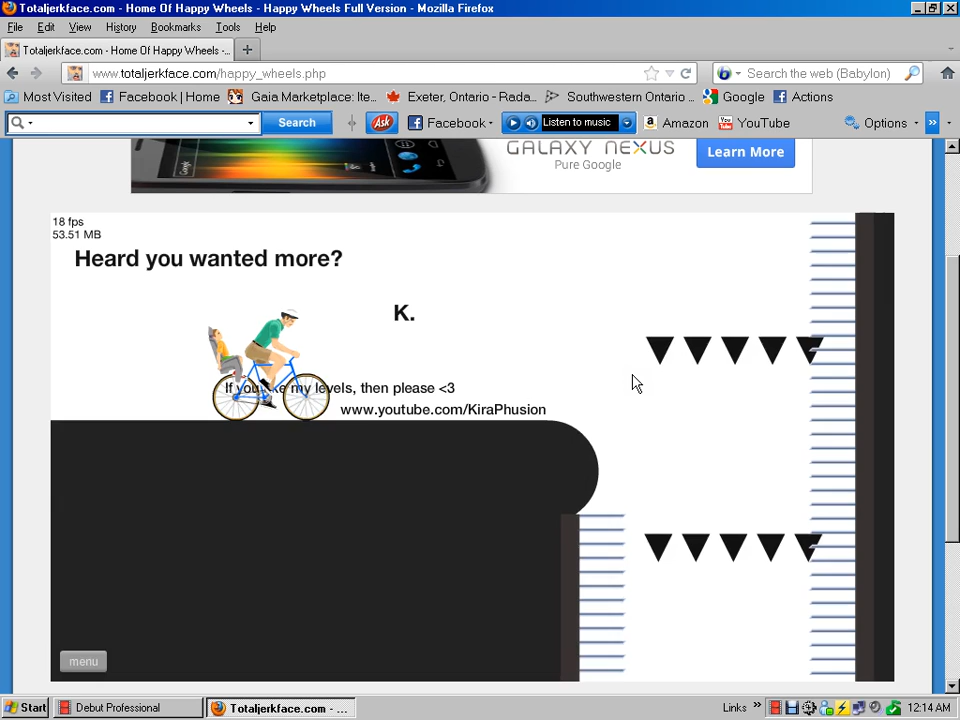 Totaljerkface.com - Home Of Happy Wheels - Happy Wheels Full Version - Mozilla Firefox
File Edit View History Bookmarks Tools Help
Totaljerkface.com - Home Of Happy Wheels -...
www.totaljerkface.com/happy_wheels.php
Search the web (Babylon)
Most Visited Facebook | Home Gaia Marketplace: Ite... Exeter, Ontario - Rada... Southwestern Ontario ... Google Actions
Search Ask Facebook Listen to music Amazon YouTube Options »
GALAXY NEXUS
Pure Google
Learn More
18 fps
53.51 MB
Heard you wanted more?
K.
If you like my levels, then please <3
www.youtube.com/KiraPhusion
menu
Start Debut Professional Totaljerkface.com - ... Links » 12:14 AM